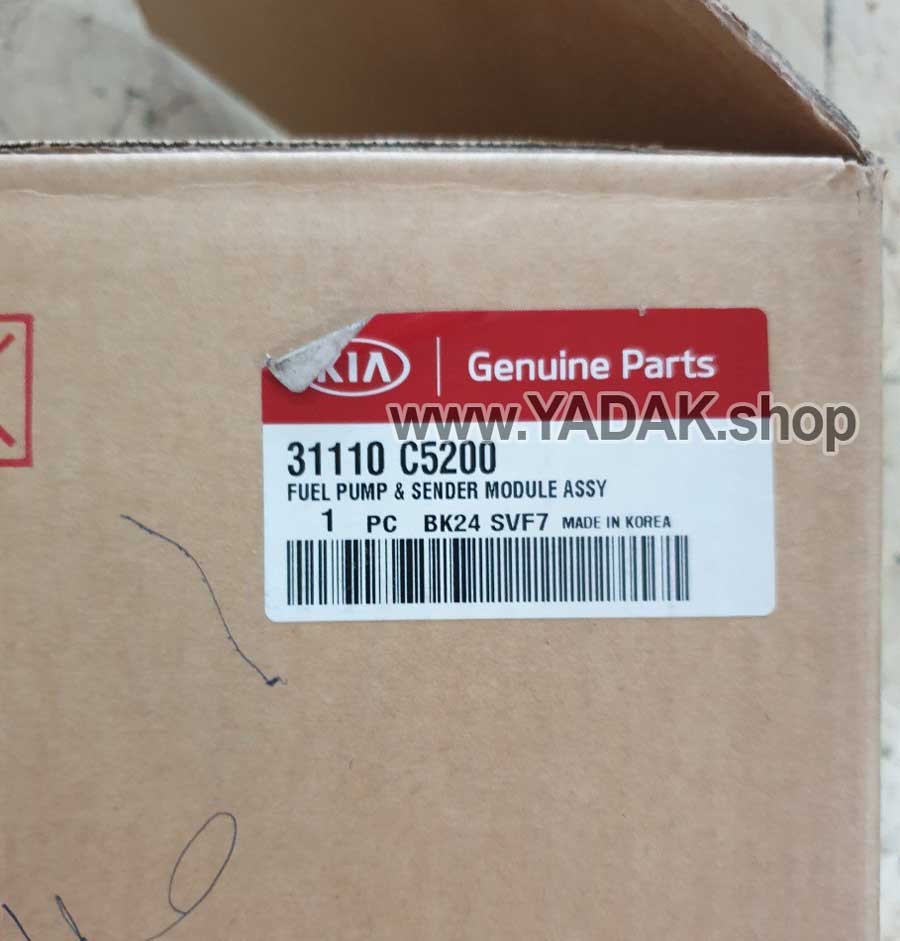 KIA Genuine Parts
www.YADAK.shop
31110 C5200
FUEL PUMP & SENDER MODULE ASSY
1 PC BK24 SVF7 MADE IN KOREA